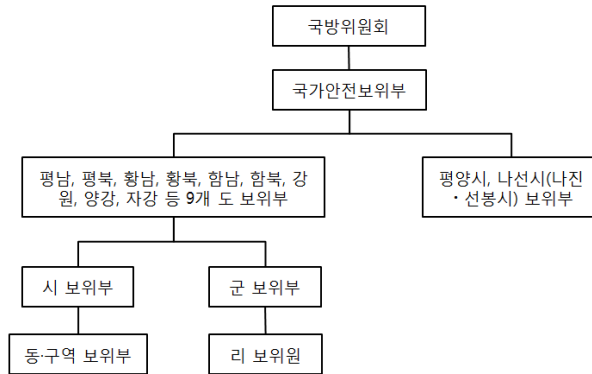 국방위원회
국가안전보위부
평남, 평북, 황남, 황북, 함남, 함북, 강
원, 양강, 자강 등 9개 도 보위부
평양시, 나선시(나진
・선봉시) 보위부
시 보위부
군 보위부
동·구역 보위부
리 보위원